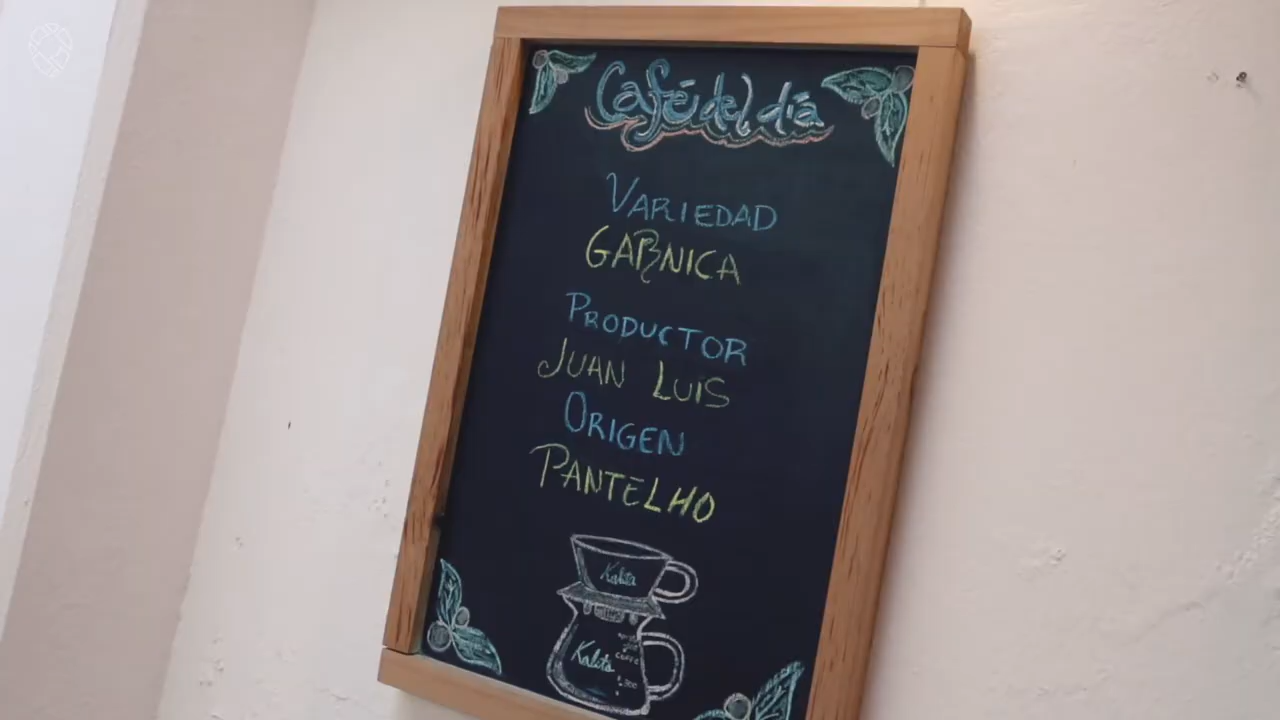 Café del día
VARIEDAD
GARNICA
PRODUCTOR
JUAN LUIS
ORIGEN
PANTELHO
Kalita
Kalita